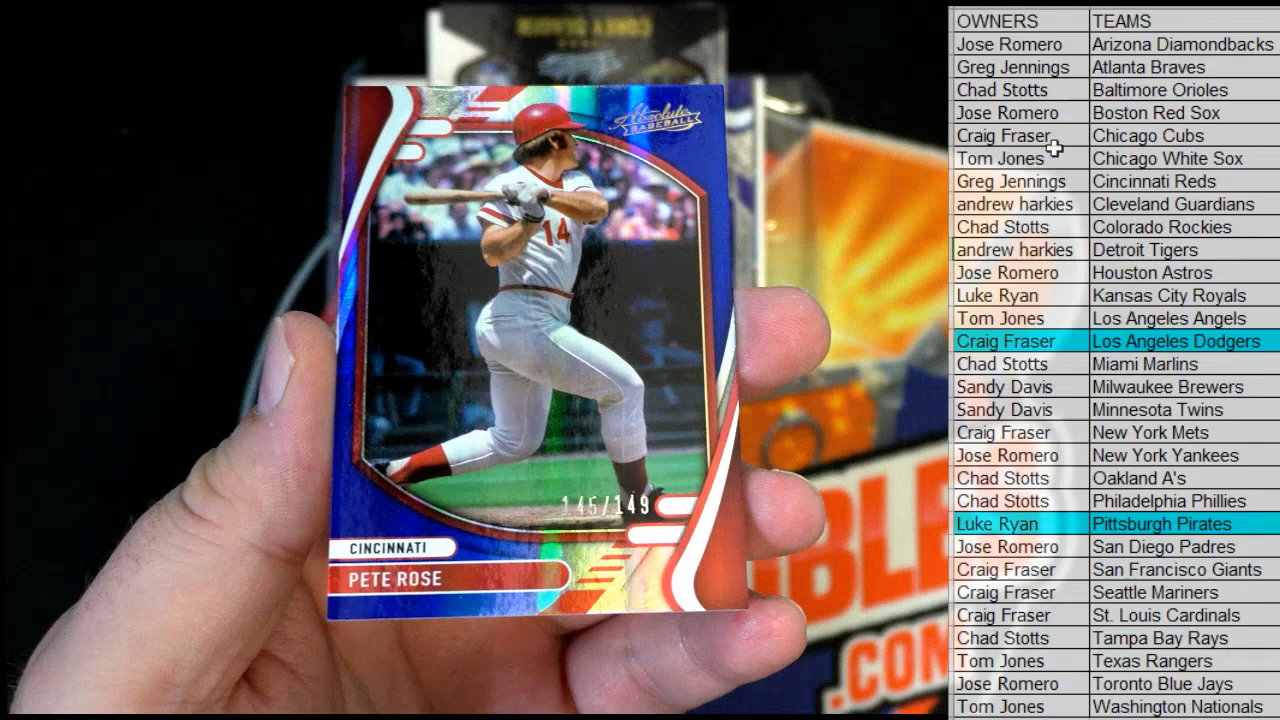 Absolute
BASEBALL
14
145/149
CINCINNATI
PETE ROSE
BLE
.COM
OWNERS TEAMS
Jose Romero Arizona Diamondbacks
Greg Jennings Atlanta Braves
Chad Stotts Baltimore Orioles
Jose Romero Boston Red Sox
Craig Fraser Chicago Cubs
Tom Jones Chicago White Sox
Greg Jennings Cincinnati Reds
andrew harkies Cleveland Guardians
Chad Stotts Colorado Rockies
andrew harkies Detroit Tigers
Jose Romero Houston Astros
Luke Ryan Kansas City Royals
Tom Jones Los Angeles Angels
Craig Fraser Los Angeles Dodgers
Chad Stotts Miami Marlins
Sandy Davis Milwaukee Brewers
Sandy Davis Minnesota Twins
Craig Fraser New York Mets
Jose Romero New York Yankees
Chad Stotts Oakland A's
Chad Stotts Philadelphia Phillies
Luke Ryan Pittsburgh Pirates
Jose Romero San Diego Padres
Craig Fraser San Francisco Giants
Craig Fraser Seattle Mariners
Craig Fraser St. Louis Cardinals
Chad Stotts Tampa Bay Rays
Tom Jones Texas Rangers
Jose Romero Toronto Blue Jays
Tom Jones Washington Nationals